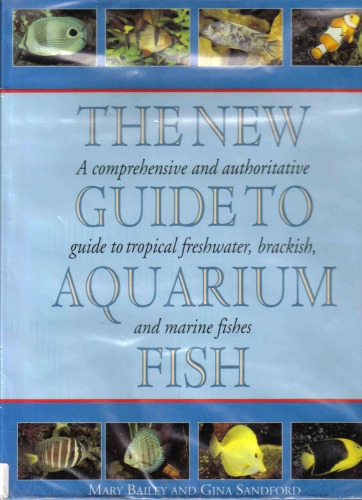 THE NEW
A comprehensive and authoritative
GUIDE TO
guide to tropical freshwater, brackish,
AQUARIUM
and marine fishes
FISH
MARY BAILEY AND GINA SANDFORD